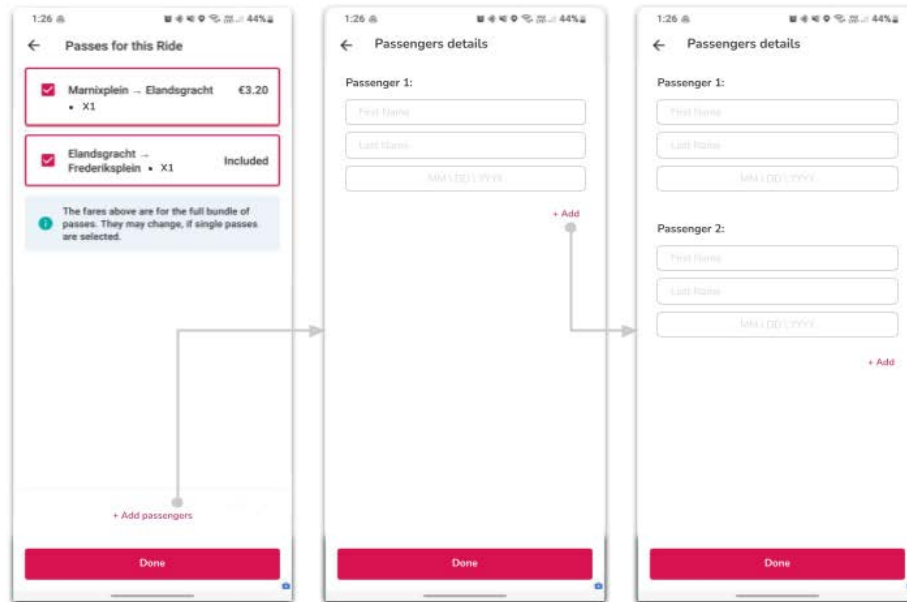 1:26
44%
Passes for this Ride
Marnixplein → Elandsgracht €3.20
• X1
Elandsgracht →
Frederiksplein • X1 Included
The fares above are for the full bundle of
passes. They may change, if single passes
are selected.
+ Add passengers
Done
1:26
44%
Passengers details
Passenger 1:
First Name
Last Name
MM | DD | YYYY
+ Add
Done
1:26
44%
Passengers details
Passenger 1:
First Name
Last Name
MM | DD | YYYY
Passenger 2:
First Name
Last Name
MM | DD | YYYY
+ Add
Done